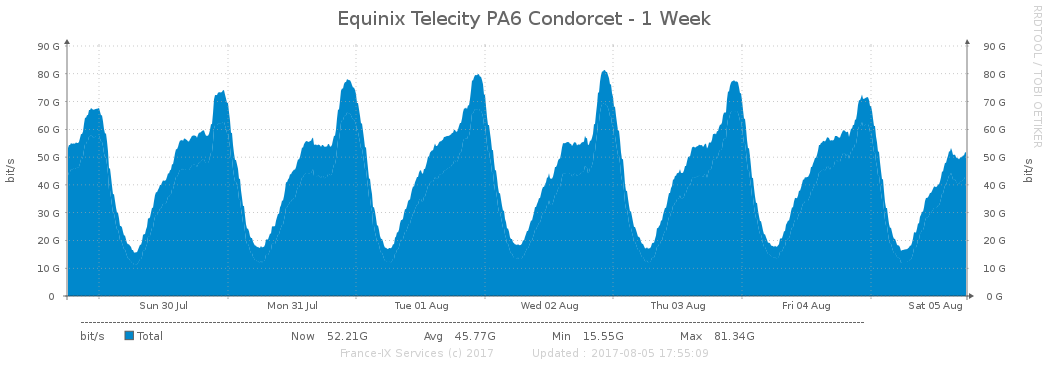 Equinix Telecity PA6 Condorcet - 1 Week
RRDTOOL / TOBI OETIKER
bit/s
90 G
80 G
70 G
60 G
50 G
40 G
30 G
20 G
10 G
0
90 G
80 G
70 G
60 G
50 G
40 G
30 G
20 G
10 G
0 G
bit/s
Sun 30 Jul Mon 31 Jul Tue 01 Aug Wed 02 Aug Thu 03 Aug Fri 04 Aug Sat 05 Aug
bit/s Total Now 52.21G Avg 45.77G Min 15.55G Max 81.34G
France-IX Services (c) 2017 Updated : 2017-08-05 17:55:09